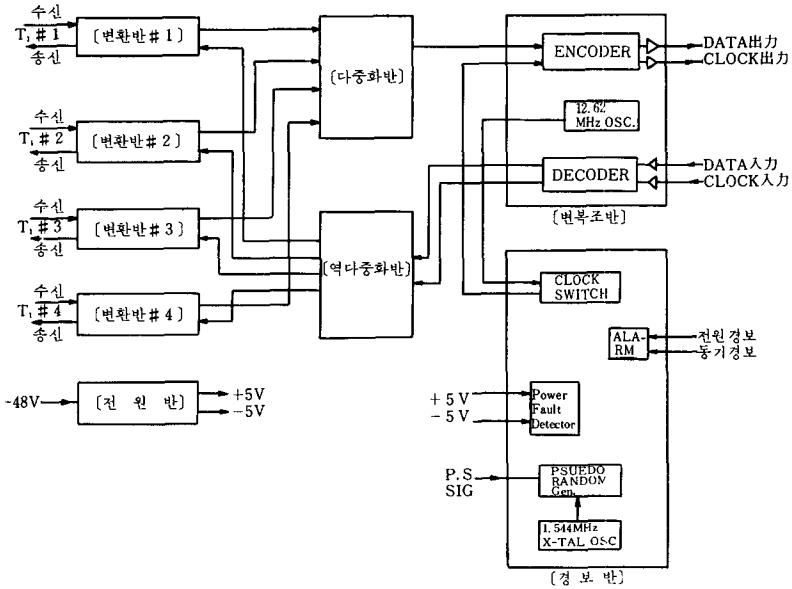 수신
T₁#1
송신
[변환반#1]
수신
T₁#2
송신
[변환반#2]
수신
T₁#3
송신
[변환반#3]
수신
T₁#4
송신
[변환반#4]
-48V
[전 원 반]
+5V
-5V
[다중화반]
[역다중화반]
ENCODER
DATA出力
CLOCK出力
12.62
MHz OSC.
DECODER
DATA入力
CLOCK入力
[변복조반]
CLOCK
SWITCH
ALA-
RM
전원경보
동기경보
+5V
-5V
Power
Fault
Detector
P.S
SIG
PSUEDO
RANDOM
Gen.
1.544MHz
X-TAL OSC
[경 보 반]